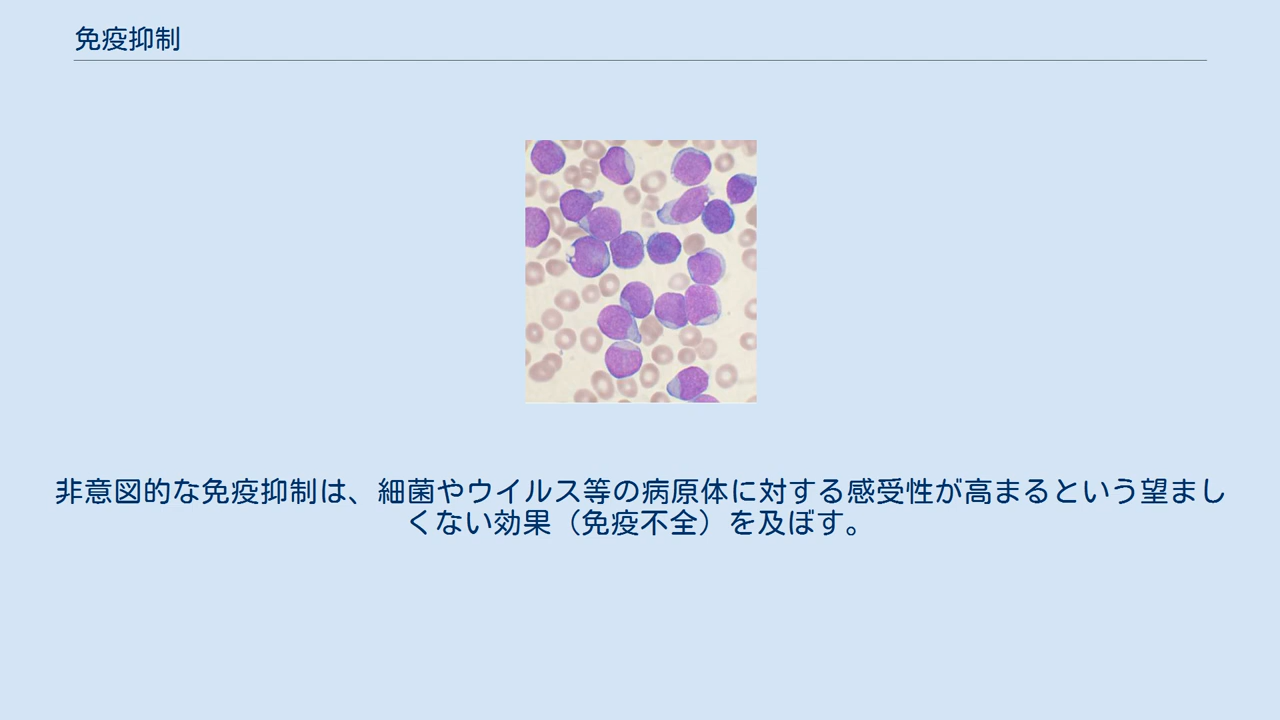 免疫抑制
非意図的な免疫抑制は、細菌やウイルス等の病原体に対する感受性が高まるという望まし
くない効果（免疫不全）を及ぼす。